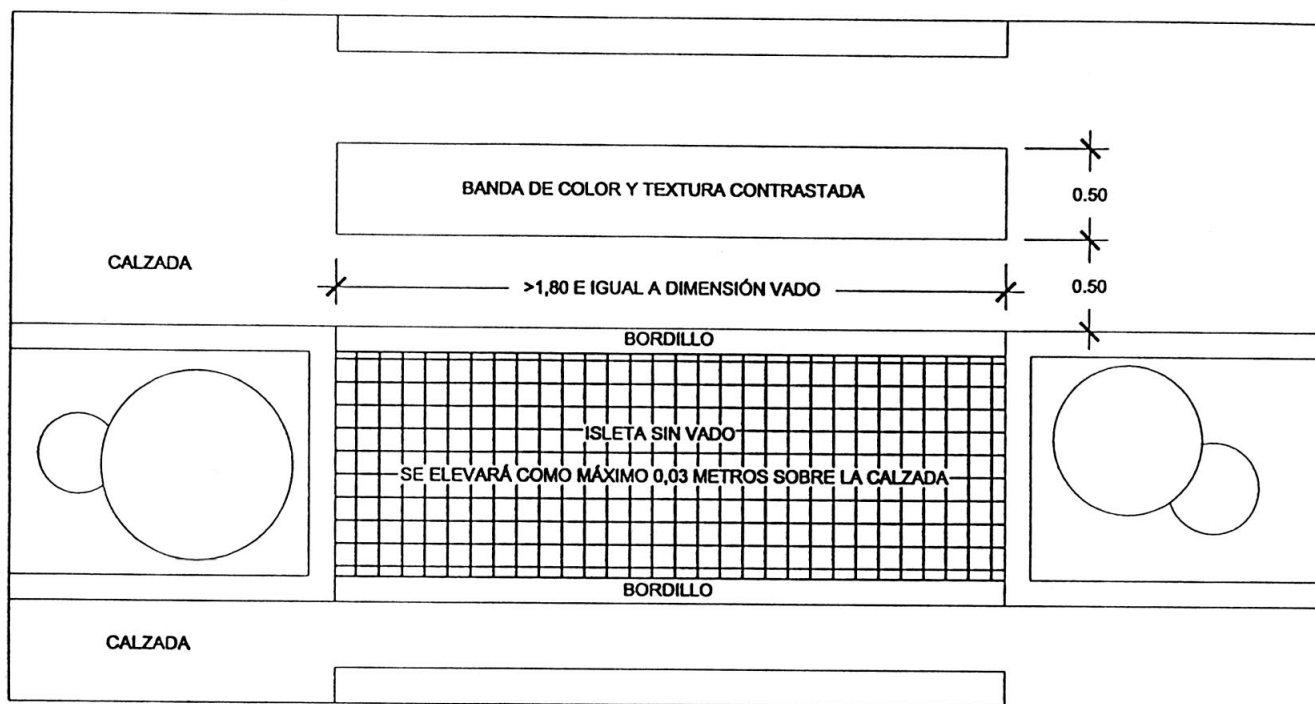 BANDA DE COLOR Y TEXTURA CONTRASTADA
0.50
CALZADA
>1,80 E IGUAL A DIMENSIÓN VADO
0.50
BORDILLO
ISLETA SIN VADO
SE ELEVARÁ COMO MÁXIMO 0,03 METROS SOBRE LA CALZADA
BORDILLO
CALZADA